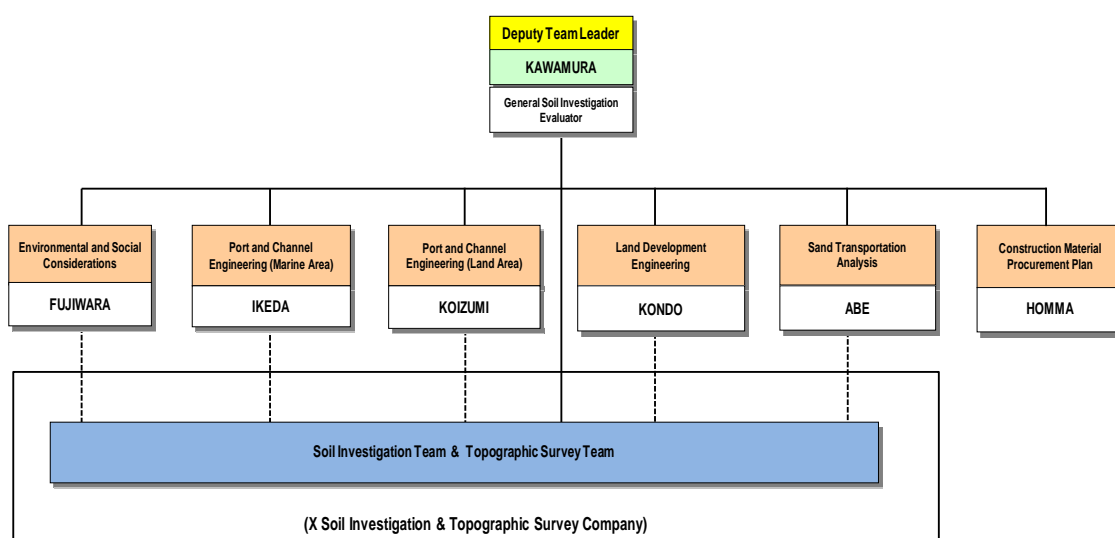 Deputy Team Leader
KAWAMURA
General Soil Investigation
Evaluator
Environmental and Social
Considerations
FUJIWARA
Port and Channel
Engineering (Marine Area)
IKEDA
Port and Channel
Engineering (Land Area)
KOIZUMI
Land Development
Engineering
KONDO
Sand Transportation
Analysis
ABE
Construction Material
Procurement Plan
HOMMA
Soil Investigation Team & Topographic Survey Team
(X Soil Investigation & Topographic Survey Company)